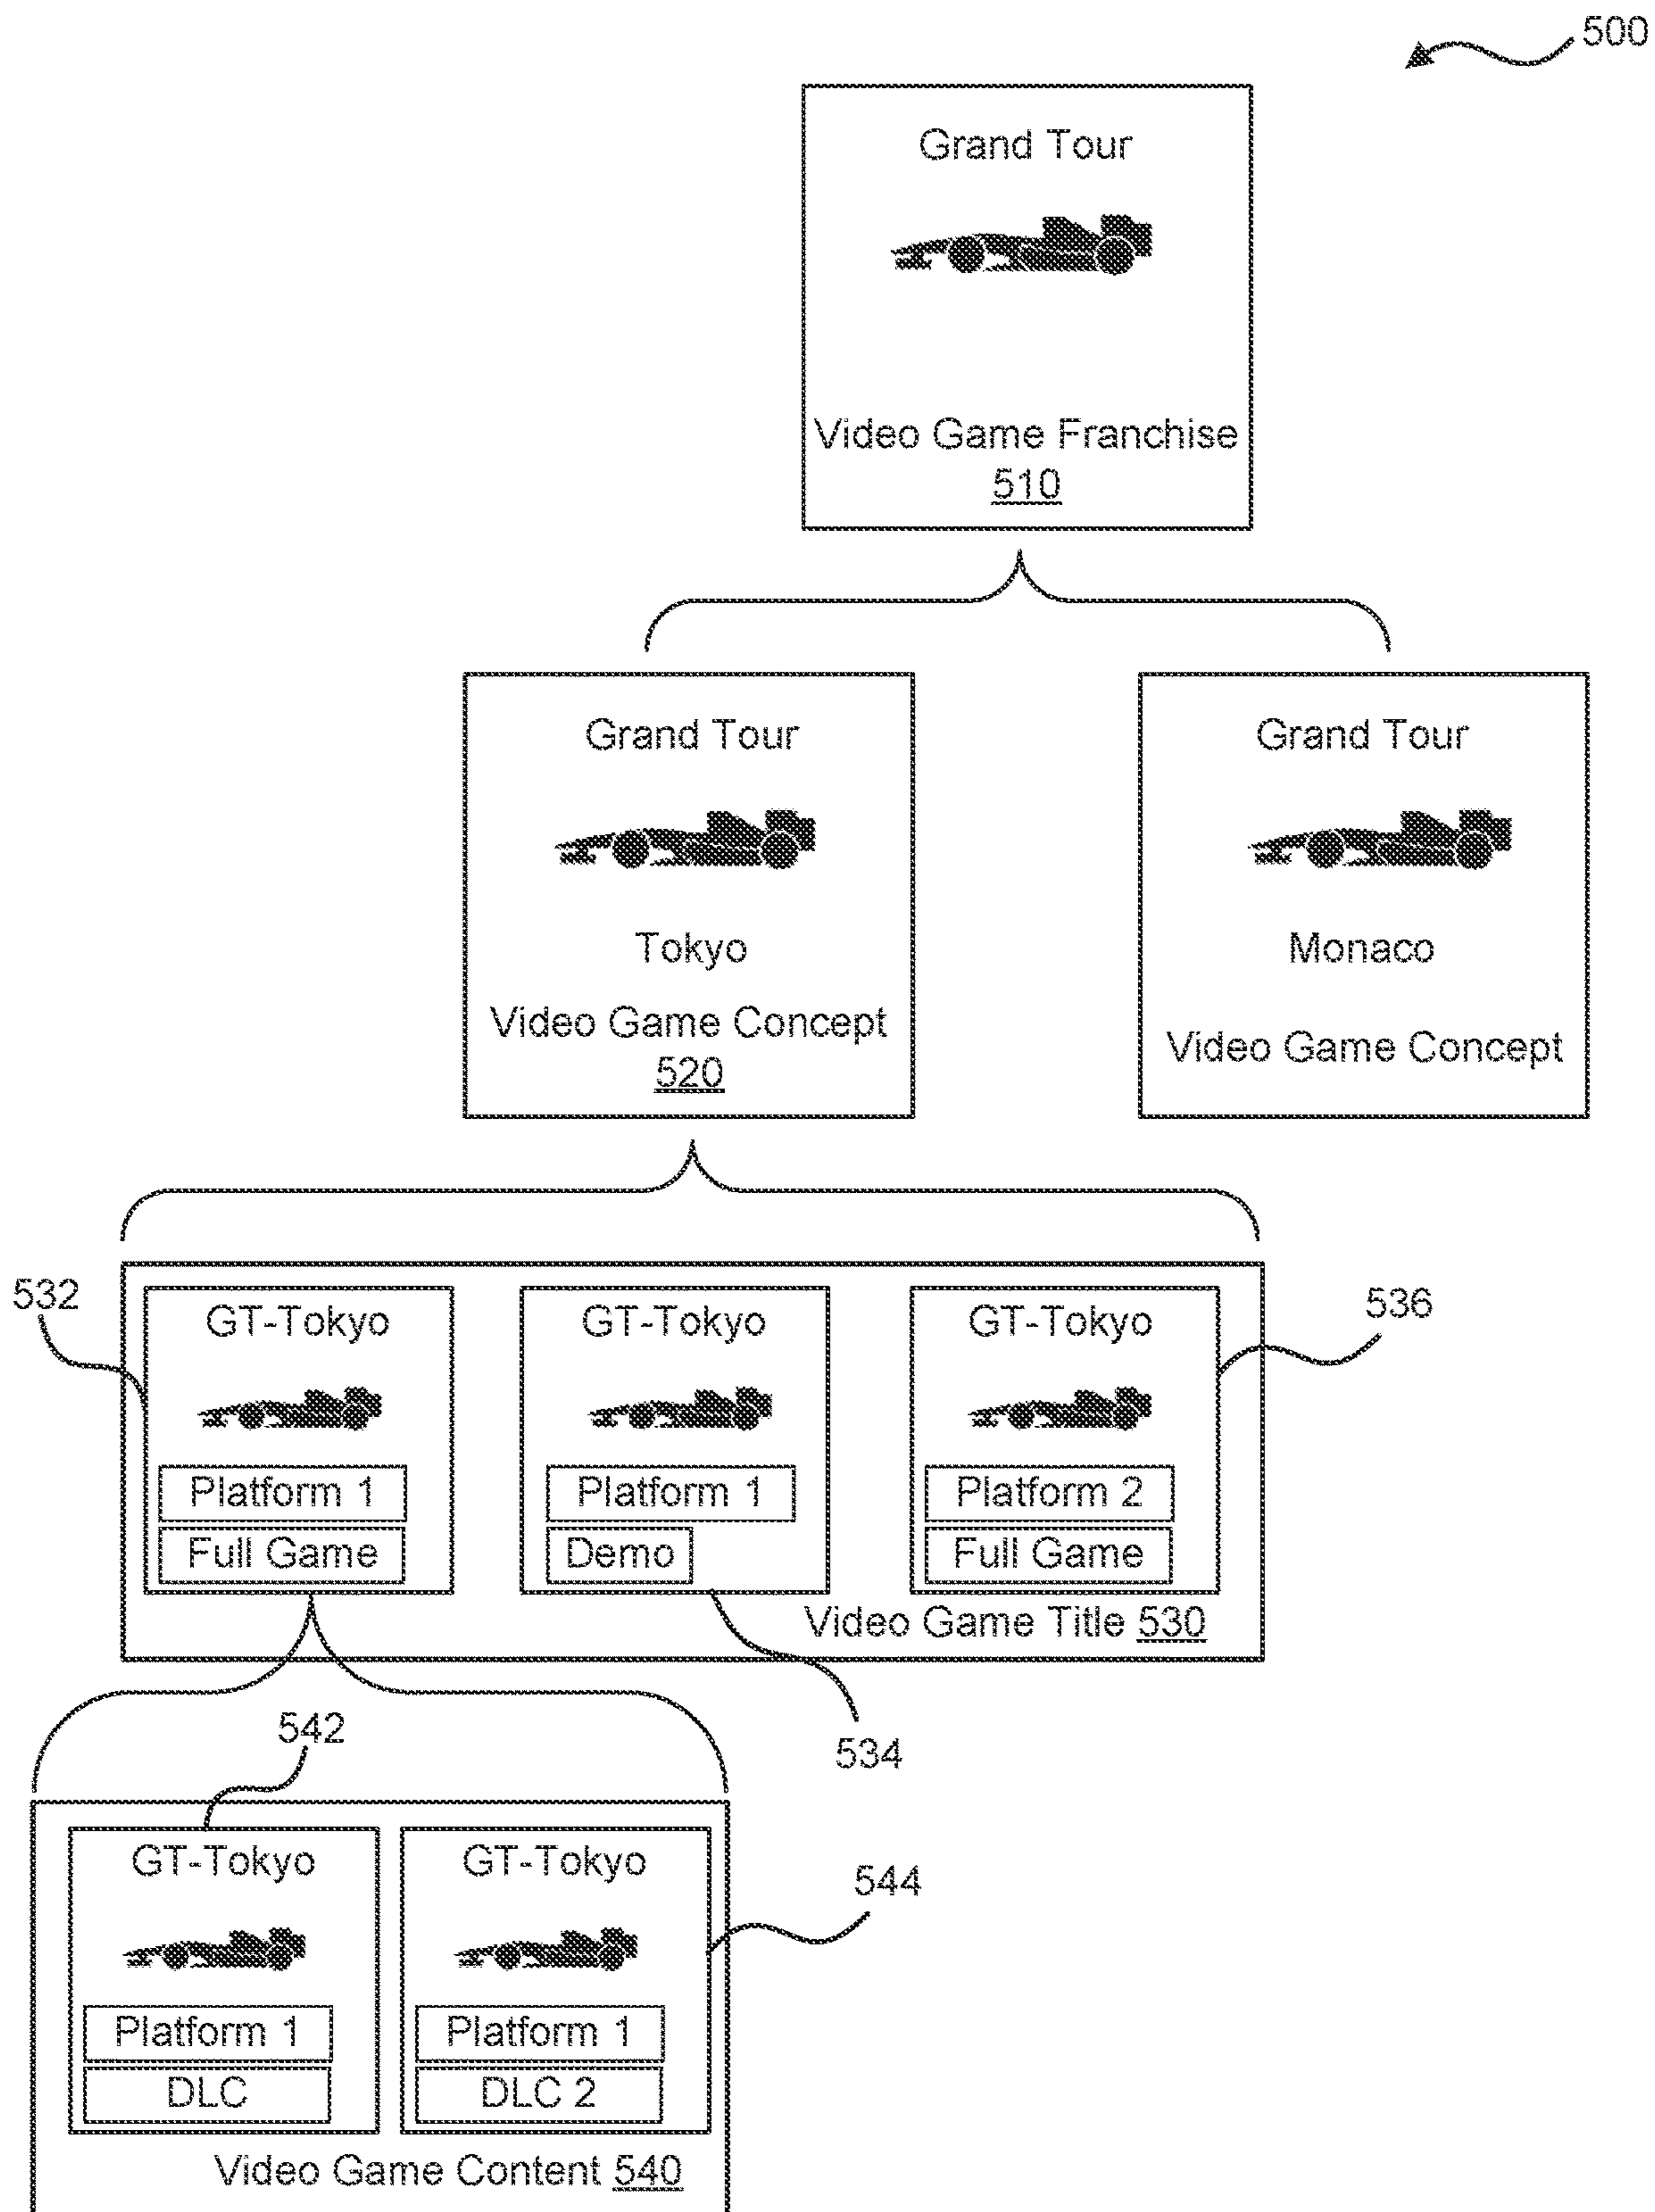 500
Grand Tour
Video Game Franchise
510
Grand Tour
Tokyo
Video Game Concept
520
Grand Tour
Monaco
Video Game Concept
532
GT-Tokyo
Platform 1
Full Game
GT-Tokyo
Platform 1
Demo
GT-Tokyo
Platform 2
Full Game
536
Video Game Title 530
534
542
GT-Tokyo
Platform 1
DLC
GT-Tokyo
Platform 1
DLC 2
544
Video Game Content 540